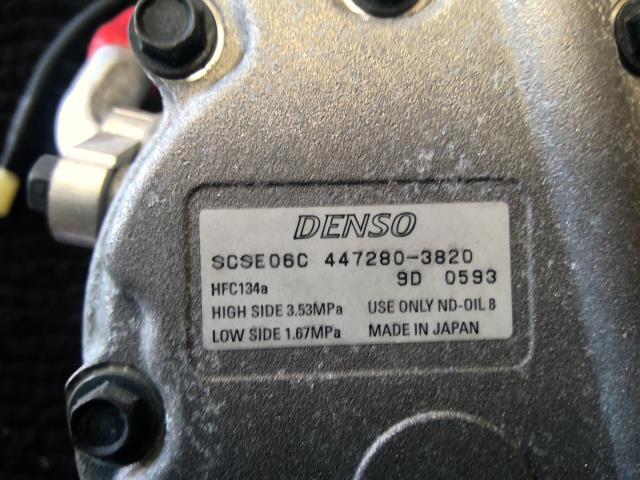 DENSO
SCSE06C 447280-3820
9D 0593
HFC134a
HIGH SIDE 3.53MPa USE ONLY ND-OIL 8
LOW SIDE 1.67MPa MADE IN JAPAN